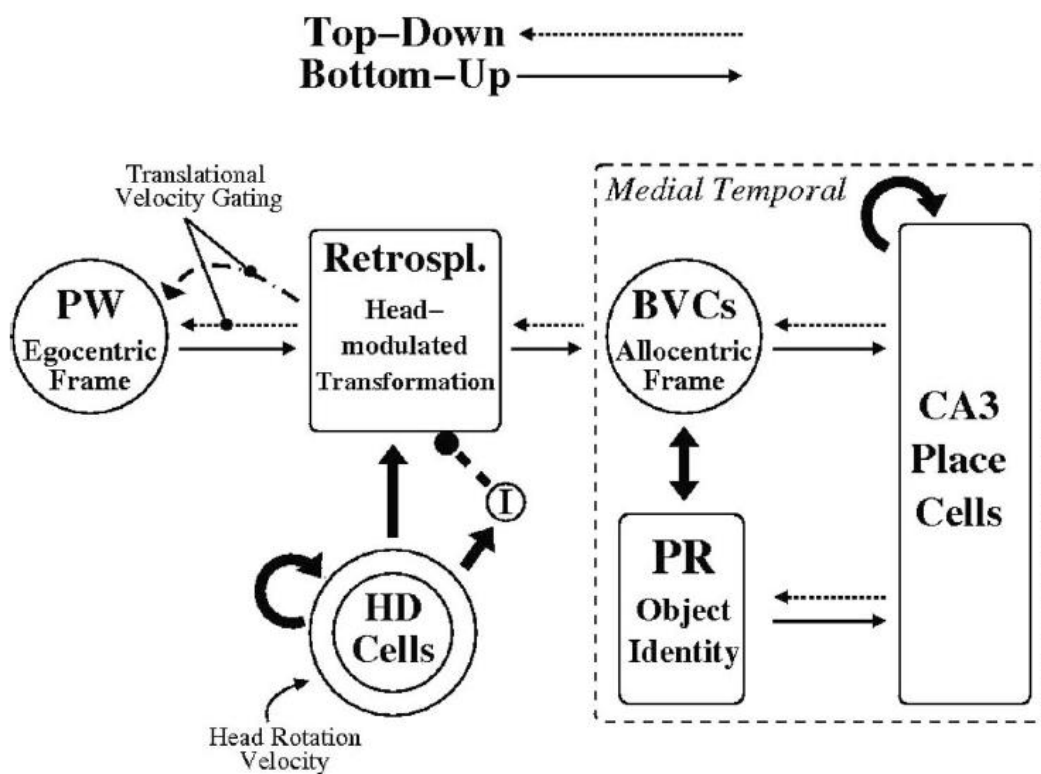 Top–Down
Bottom–Up
Translational
Velocity Gating
Medial Temporal
PW
Egocentric
Frame
Retrospl.
Head–
modulated
Transformation
BVCs
Allocentric
Frame
CA3
Place
Cells
I
PR
Object
Identity
HD
Cells
Head Rotation
Velocity